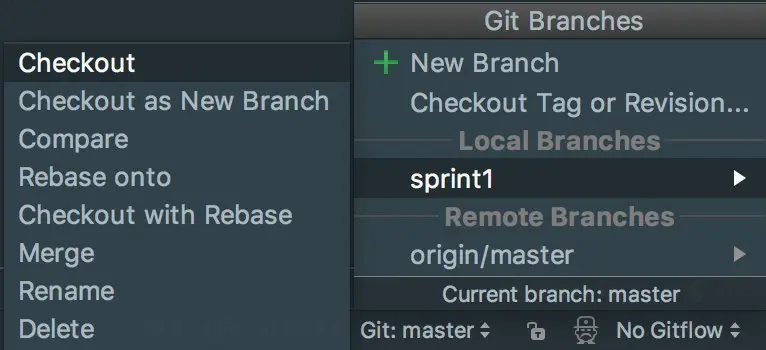 Git Branches
New Branch
Checkout Tag or Revision...
Local Branches
sprint1
Remote Branches
origin/master
Current branch: master
Git: master
No Gitflow
Checkout
Checkout as New Branch
Compare
Rebase onto
Checkout with Rebase
Merge
Rename
Delete